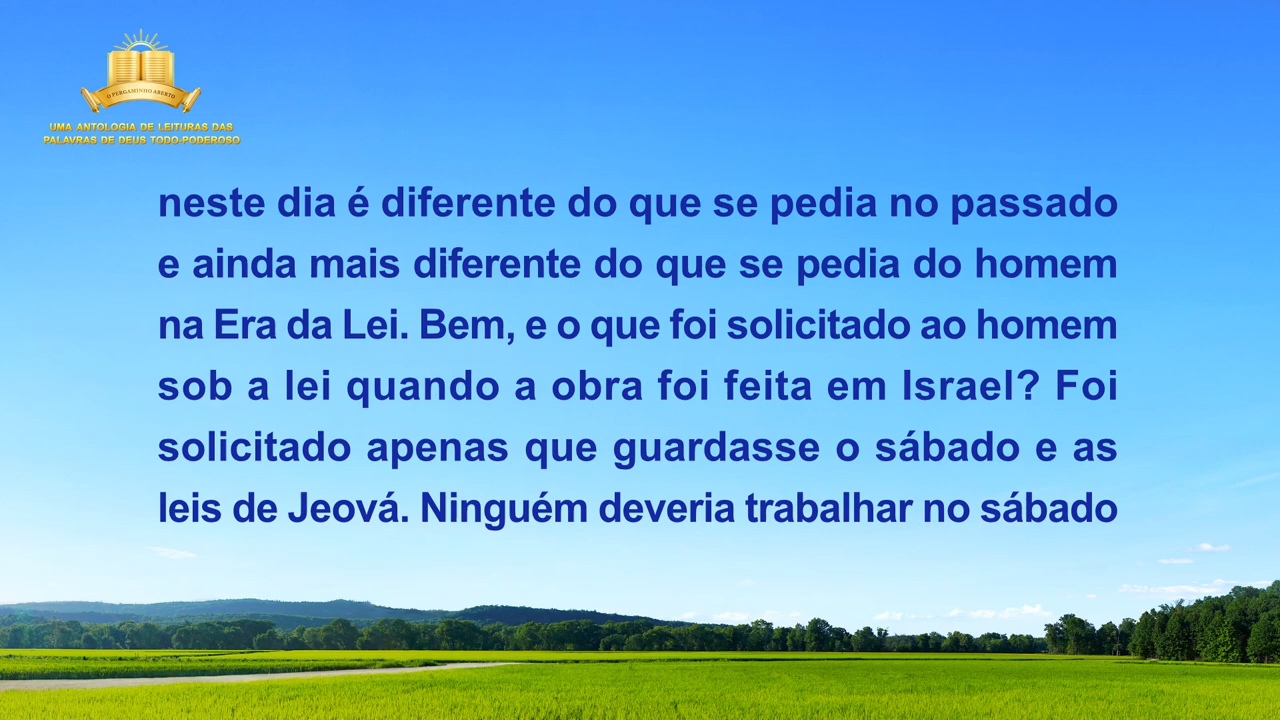 O PERGAMINHO ABERTO
UMA ANTOLOGIA DE LEITURAS DAS
PALAVRAS DE DEUS TODO-PODEROSO
neste dia é diferente do que se pedia no passado
e ainda mais diferente do que se pedia do homem
na Era da Lei. Bem, e o que foi solicitado ao homem
sob a lei quando a obra foi feita em Israel? Foi
solicitado apenas que guardasse o sábado e as
leis de Jeová. Ninguém deveria trabalhar no sábado